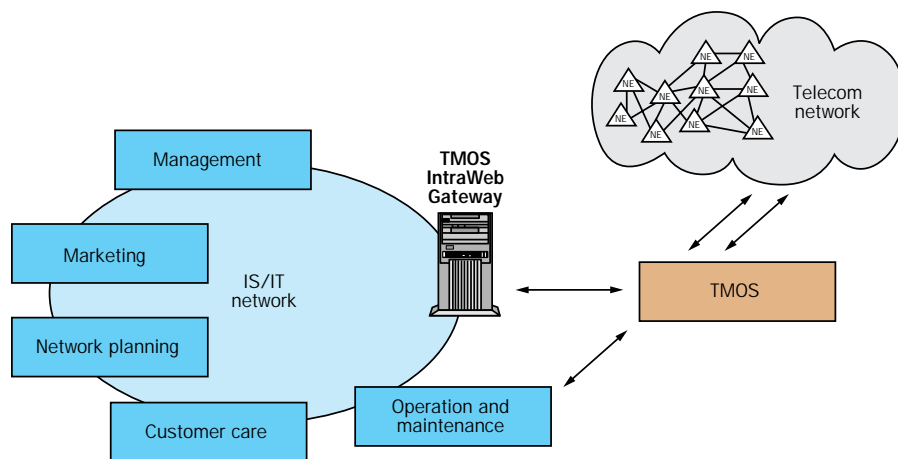 NE
NE
NE
NE
NE
NE
NE
NE
NE
NE
Telecom
network
Management
TMOS
IntraWeb
Gateway
Marketing
IS/IT
network
TMOS
Network planning
Operation and
maintenance
Customer care